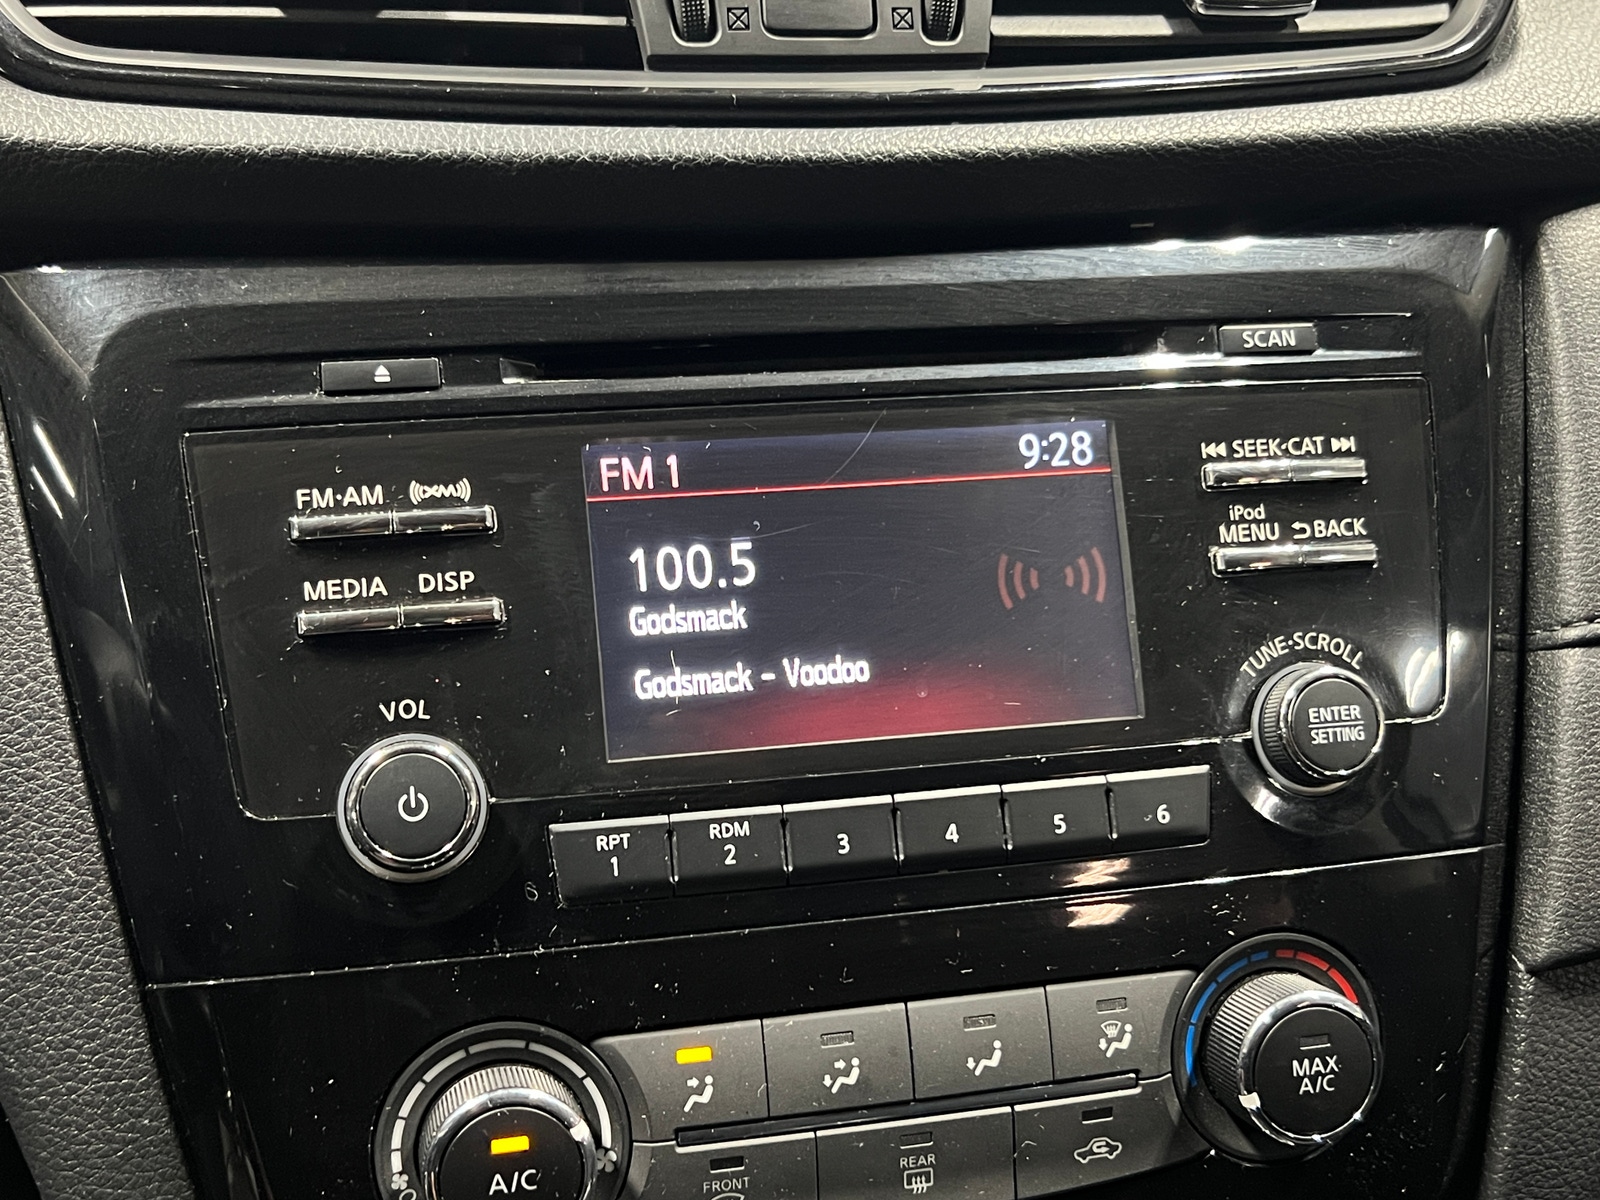 SCAN
FM 1 9:28
SEEK·CAT
FM·AM XM
iPod
MENU BACK
100.5
MEDIA DISP
Godsmack
TUNE·SCROLL
Godsmack - Voodoo
VOL
ENTER
SETTING
RPT
1
RDM
2
3
4
5
6
MAX
A/C
A/C
FRONT
REAR